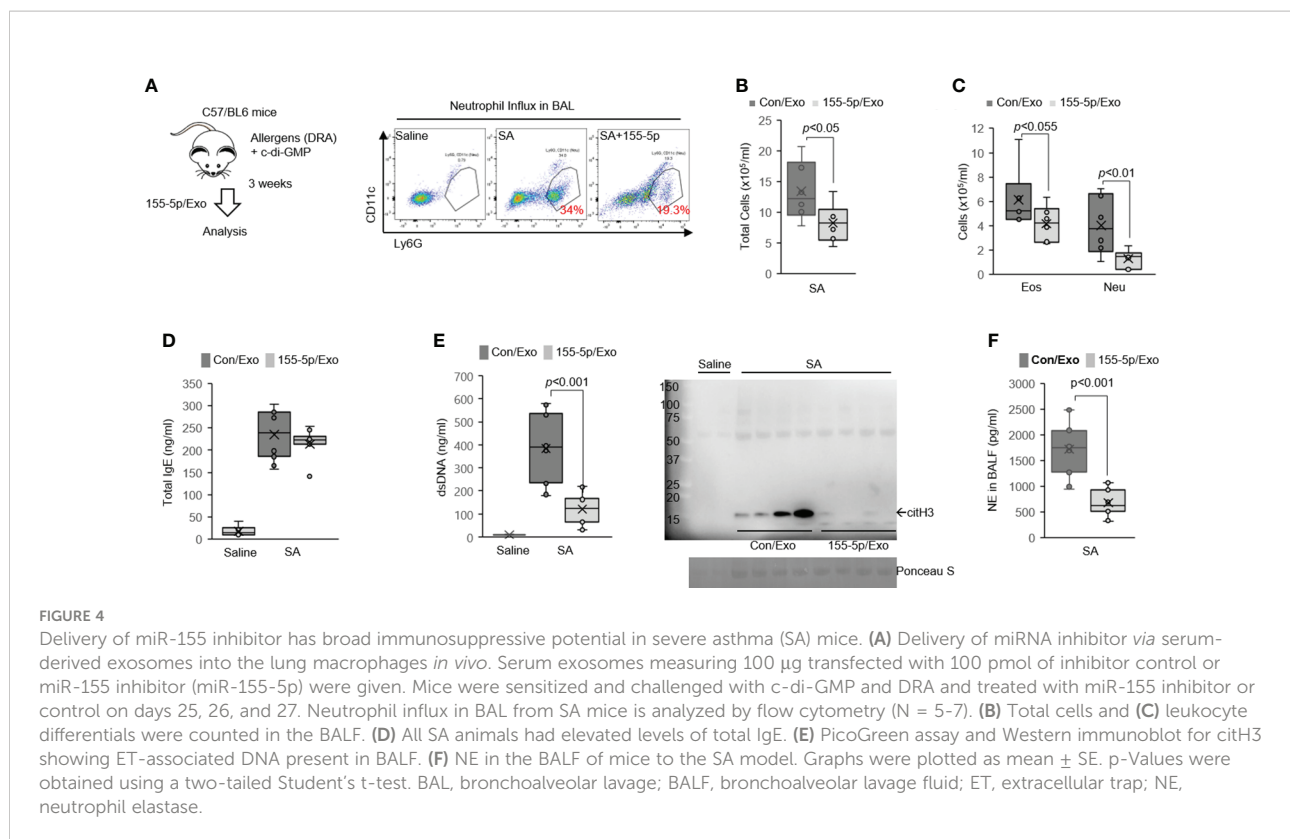 A
C57/BL6 mice
Allergens (DRA)
+ c-di-GMP
3 weeks
155-5p/Exo
Analysis
Neutrophil Influx in BAL
Saline
SA
SA+155-5p
34%
19.3%
CD11c
Ly6G
B
Con/Exo 155-5p/Exo
p<0.05
Total Cells (x10⁵/ml)
25
20
15
10
5
0
SA
C
Con/Exo 155-5p/Exo
p<0.055
p<0.01
Cells (x10⁵/ml)
12
10
8
6
4
2
0
Eos Neu
D
Con/Exo 155-5p/Exo
Total IgE (ng/ml)
350
300
250
200
150
100
50
0
Saline SA
E
Con/Exo 155-5p/Exo
p<0.001
dsDNA (ng/ml)
700
600
500
400
300
200
100
0
Saline SA
Saline SA
150
100
75
50
37
25
20
15
citH3
Con/Exo 155-5p/Exo
Ponceau S
F
Con/Exo 155-5p/Exo
p<0.001
NE in BALF (pg/ml)
3000
2500
2000
1500
1000
500
0
SA
FIGURE 4
Delivery of miR-155 inhibitor has broad immunosuppressive potential in severe asthma (SA) mice. (A) Delivery of miRNA inhibitor via serum-
derived exosomes into the lung macrophages in vivo. Serum exosomes measuring 100 µg transfected with 100 pmol of inhibitor control or
miR-155 inhibitor (miR-155-5p) were given. Mice were sensitized and challenged with c-di-GMP and DRA and treated with miR-155 inhibitor or
control on days 25, 26, and 27. Neutrophil influx in BAL from SA mice is analyzed by flow cytometry (N = 5-7). (B) Total cells and (C) leukocyte
differentials were counted in the BALF. (D) All SA animals had elevated levels of total IgE. (E) PicoGreen assay and Western immunoblot for citH3
showing ET-associated DNA present in BALF. (F) NE in the BALF of mice to the SA model. Graphs were plotted as mean ± SE. p-Values were
obtained using a two-tailed Student's t-test. BAL, bronchoalveolar lavage; BALF, bronchoalveolar lavage fluid; ET, extracellular trap; NE,
neutrophil elastase.